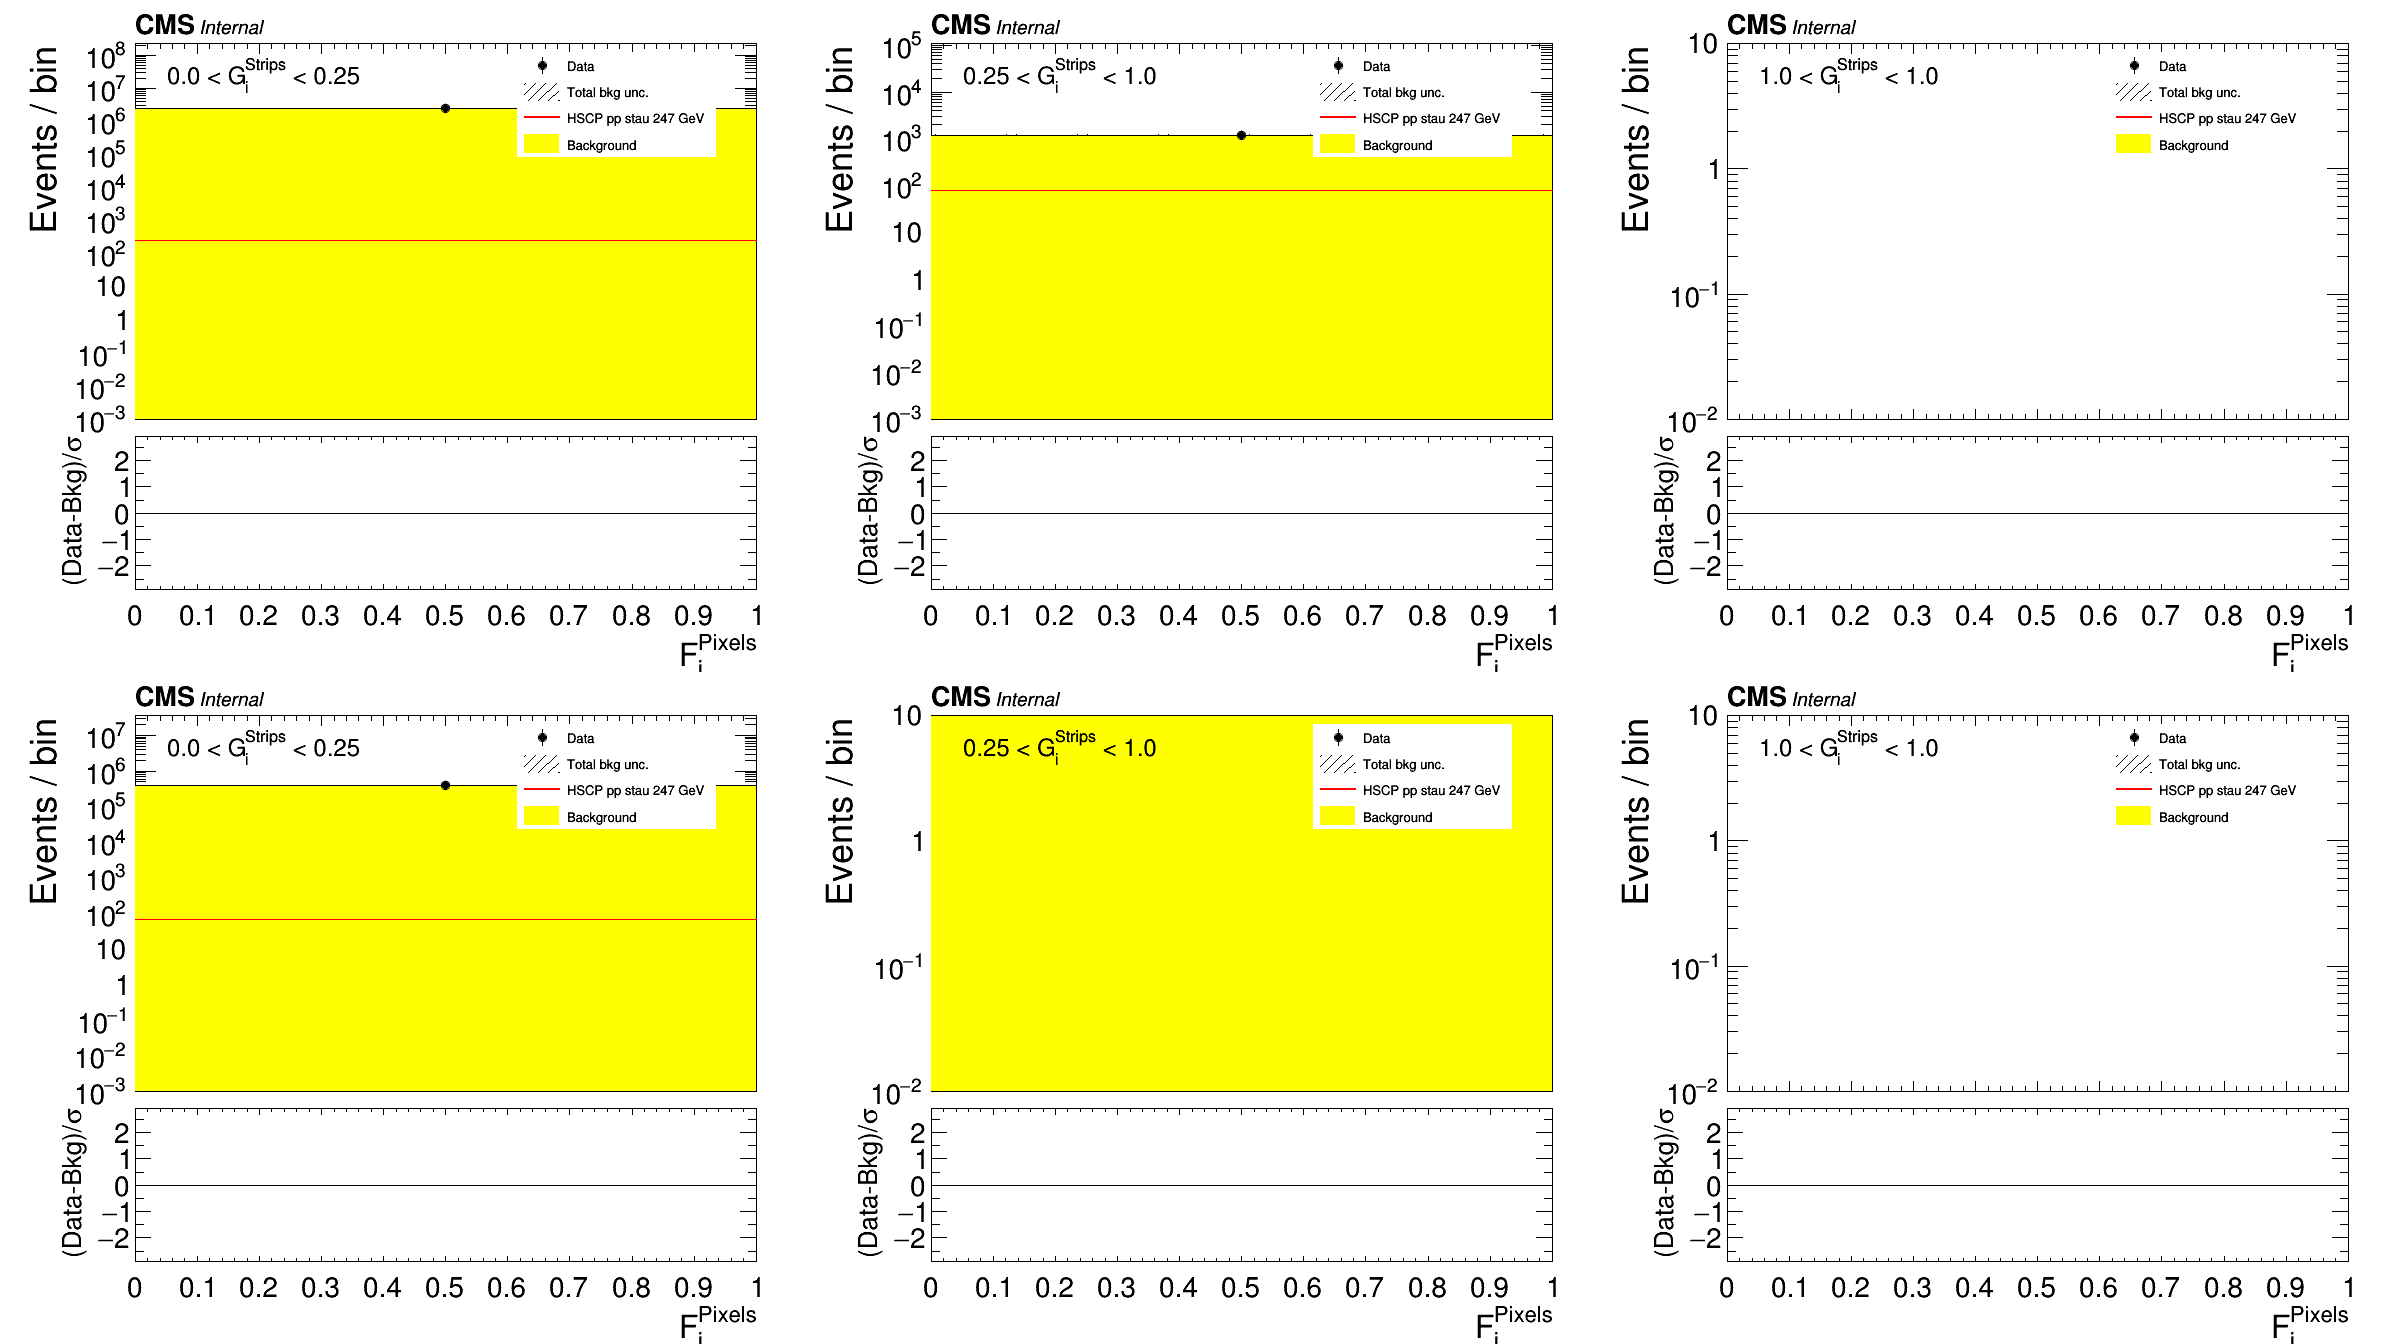 CMS Internal
Events / bin
10^8
10^7
10^6
10^5
10^4
10^3
10^2
10
1
10^−1
10^−2
10^−3
0.0 < G_i^Strips < 0.25
Data
Total bkg unc.
HSCP pp stau 247 GeV
Background
(Data-Bkg)/σ
2
1
0
−1
−2
0 0.1 0.2 0.3 0.4 0.5 0.6 0.7 0.8 0.9 1
F_i^Pixels
CMS Internal
Events / bin
10^5
10^4
10^3
10^2
10
1
10^−1
10^−2
10^−3
0.25 < G_i^Strips < 1.0
Data
Total bkg unc.
HSCP pp stau 247 GeV
Background
(Data-Bkg)/σ
2
1
0
−1
−2
0 0.1 0.2 0.3 0.4 0.5 0.6 0.7 0.8 0.9 1
F_i^Pixels
CMS Internal
Events / bin
10
1
10^−1
10^−2
1.0 < G_i^Strips < 1.0
Data
Total bkg unc.
HSCP pp stau 247 GeV
Background
(Data-Bkg)/σ
2
1
0
−1
−2
0 0.1 0.2 0.3 0.4 0.5 0.6 0.7 0.8 0.9 1
F_i^Pixels
CMS Internal
Events / bin
10^7
10^6
10^5
10^4
10^3
10^2
10
1
10^−1
10^−2
10^−3
0.0 < G_i^Strips < 0.25
Data
Total bkg unc.
HSCP pp stau 247 GeV
Background
(Data-Bkg)/σ
2
1
0
−1
−2
0 0.1 0.2 0.3 0.4 0.5 0.6 0.7 0.8 0.9 1
F_i^Pixels
CMS Internal
Events / bin
10
1
10^−1
10^−2
0.25 < G_i^Strips < 1.0
Data
Total bkg unc.
HSCP pp stau 247 GeV
Background
(Data-Bkg)/σ
2
1
0
−1
−2
0 0.1 0.2 0.3 0.4 0.5 0.6 0.7 0.8 0.9 1
F_i^Pixels
CMS Internal
Events / bin
10
1
10^−1
10^−2
1.0 < G_i^Strips < 1.0
Data
Total bkg unc.
HSCP pp stau 247 GeV
Background
(Data-Bkg)/σ
2
1
0
−1
−2
0 0.1 0.2 0.3 0.4 0.5 0.6 0.7 0.8 0.9 1
F_i^Pixels